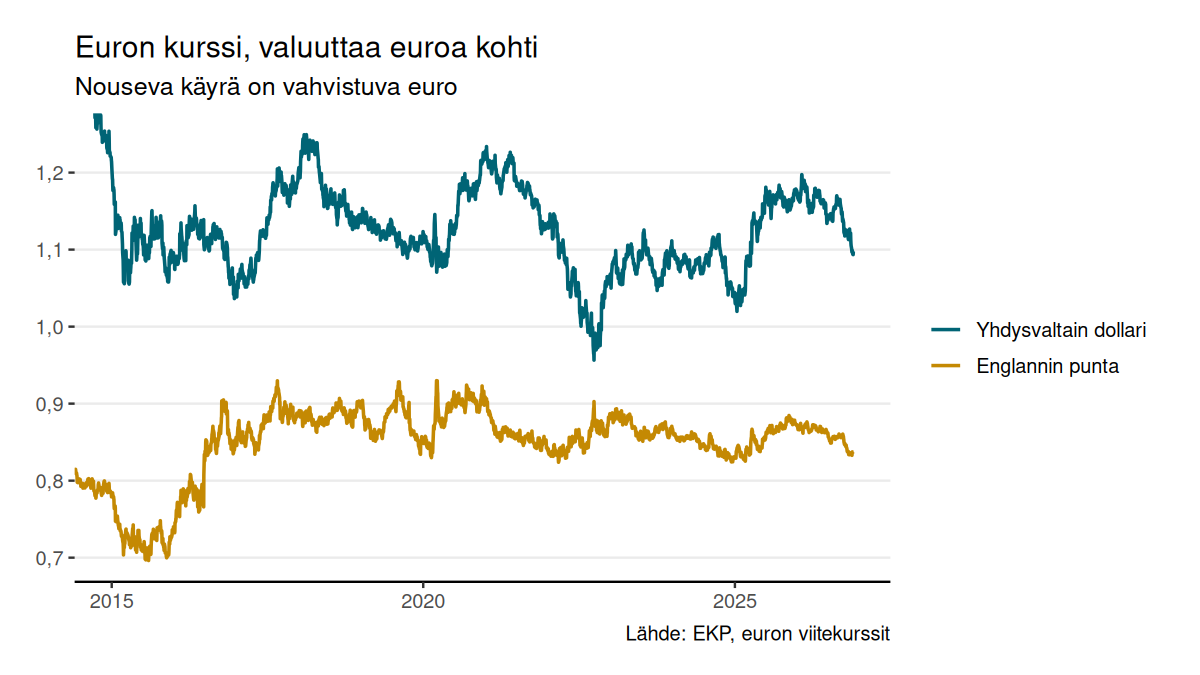 Euron kurssi, valuuttaa euroa kohti
Nouseva käyrä on vahvistuva euro
1,2
1,1
1,0
0,9
0,8
0,7
2015 2020 2025
Yhdysvaltain dollari
Englannin punta
Lähde: EKP, euron viitekurssit